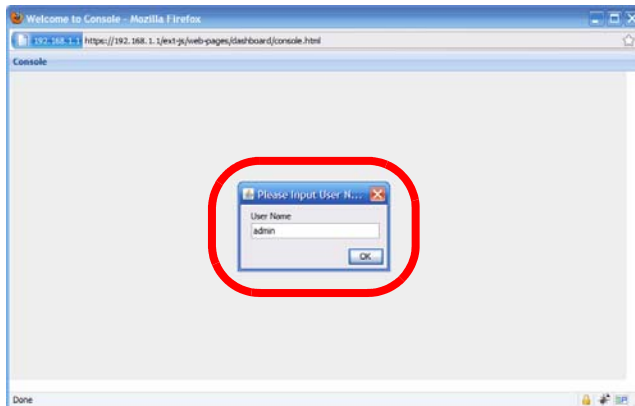 Welcome to Console - Mozilla Firefox
192.168.1.1 https://192.168.1.1/ext-js/web-pages/dashboard/console.html
Console
Please Input User N...
User Name
admin
OK
Done